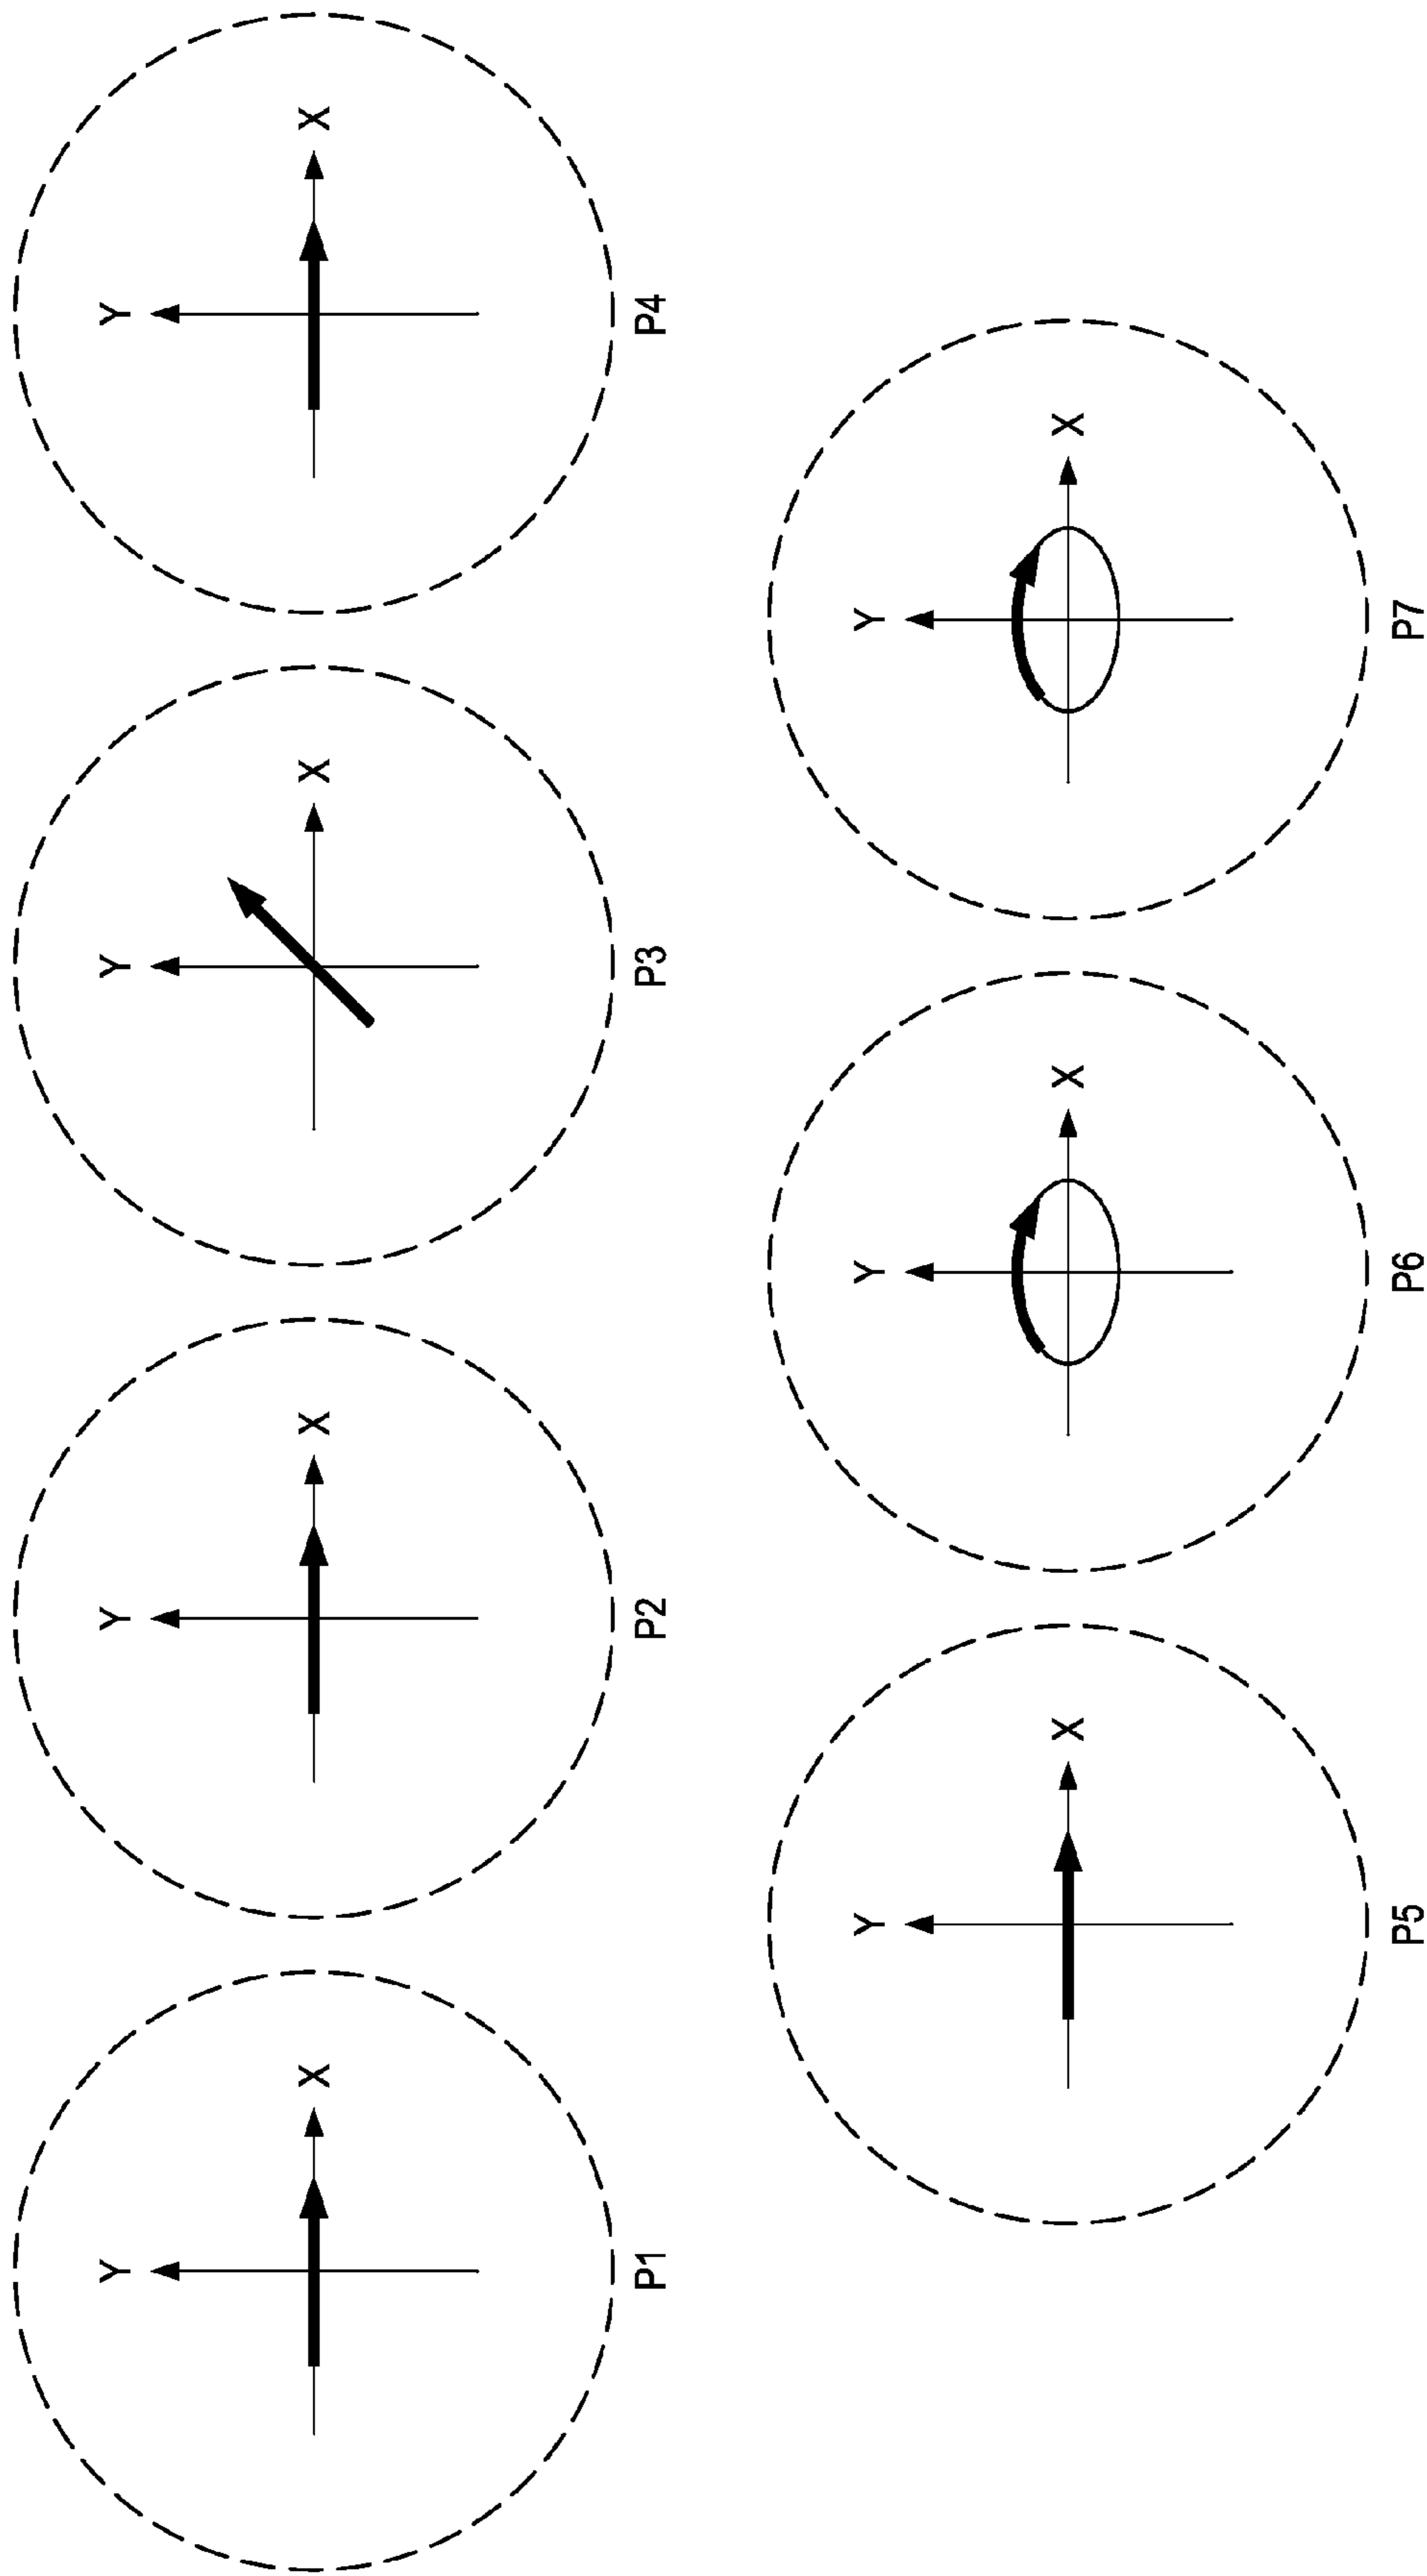 Y Y Y Y
X X X X
P1 P2 P3 P4
Y Y Y
X X X
P5 P6 P7